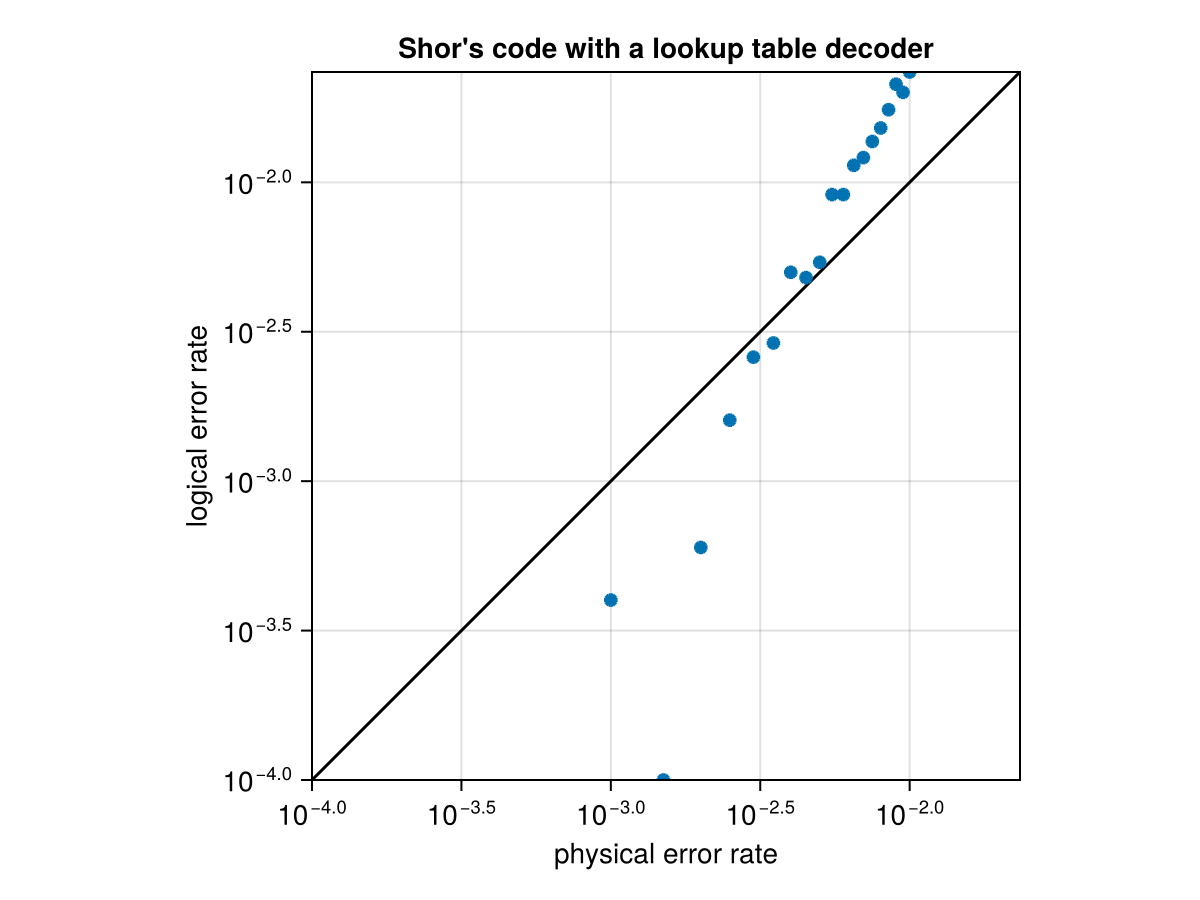 Shor's code with a lookup table decoder
10^−2.0
10^−2.5
10^−3.0
10^−3.5
10^−4.0
logical error rate
10^−4.0 10^−3.5 10^−3.0 10^−2.5 10^−2.0
physical error rate